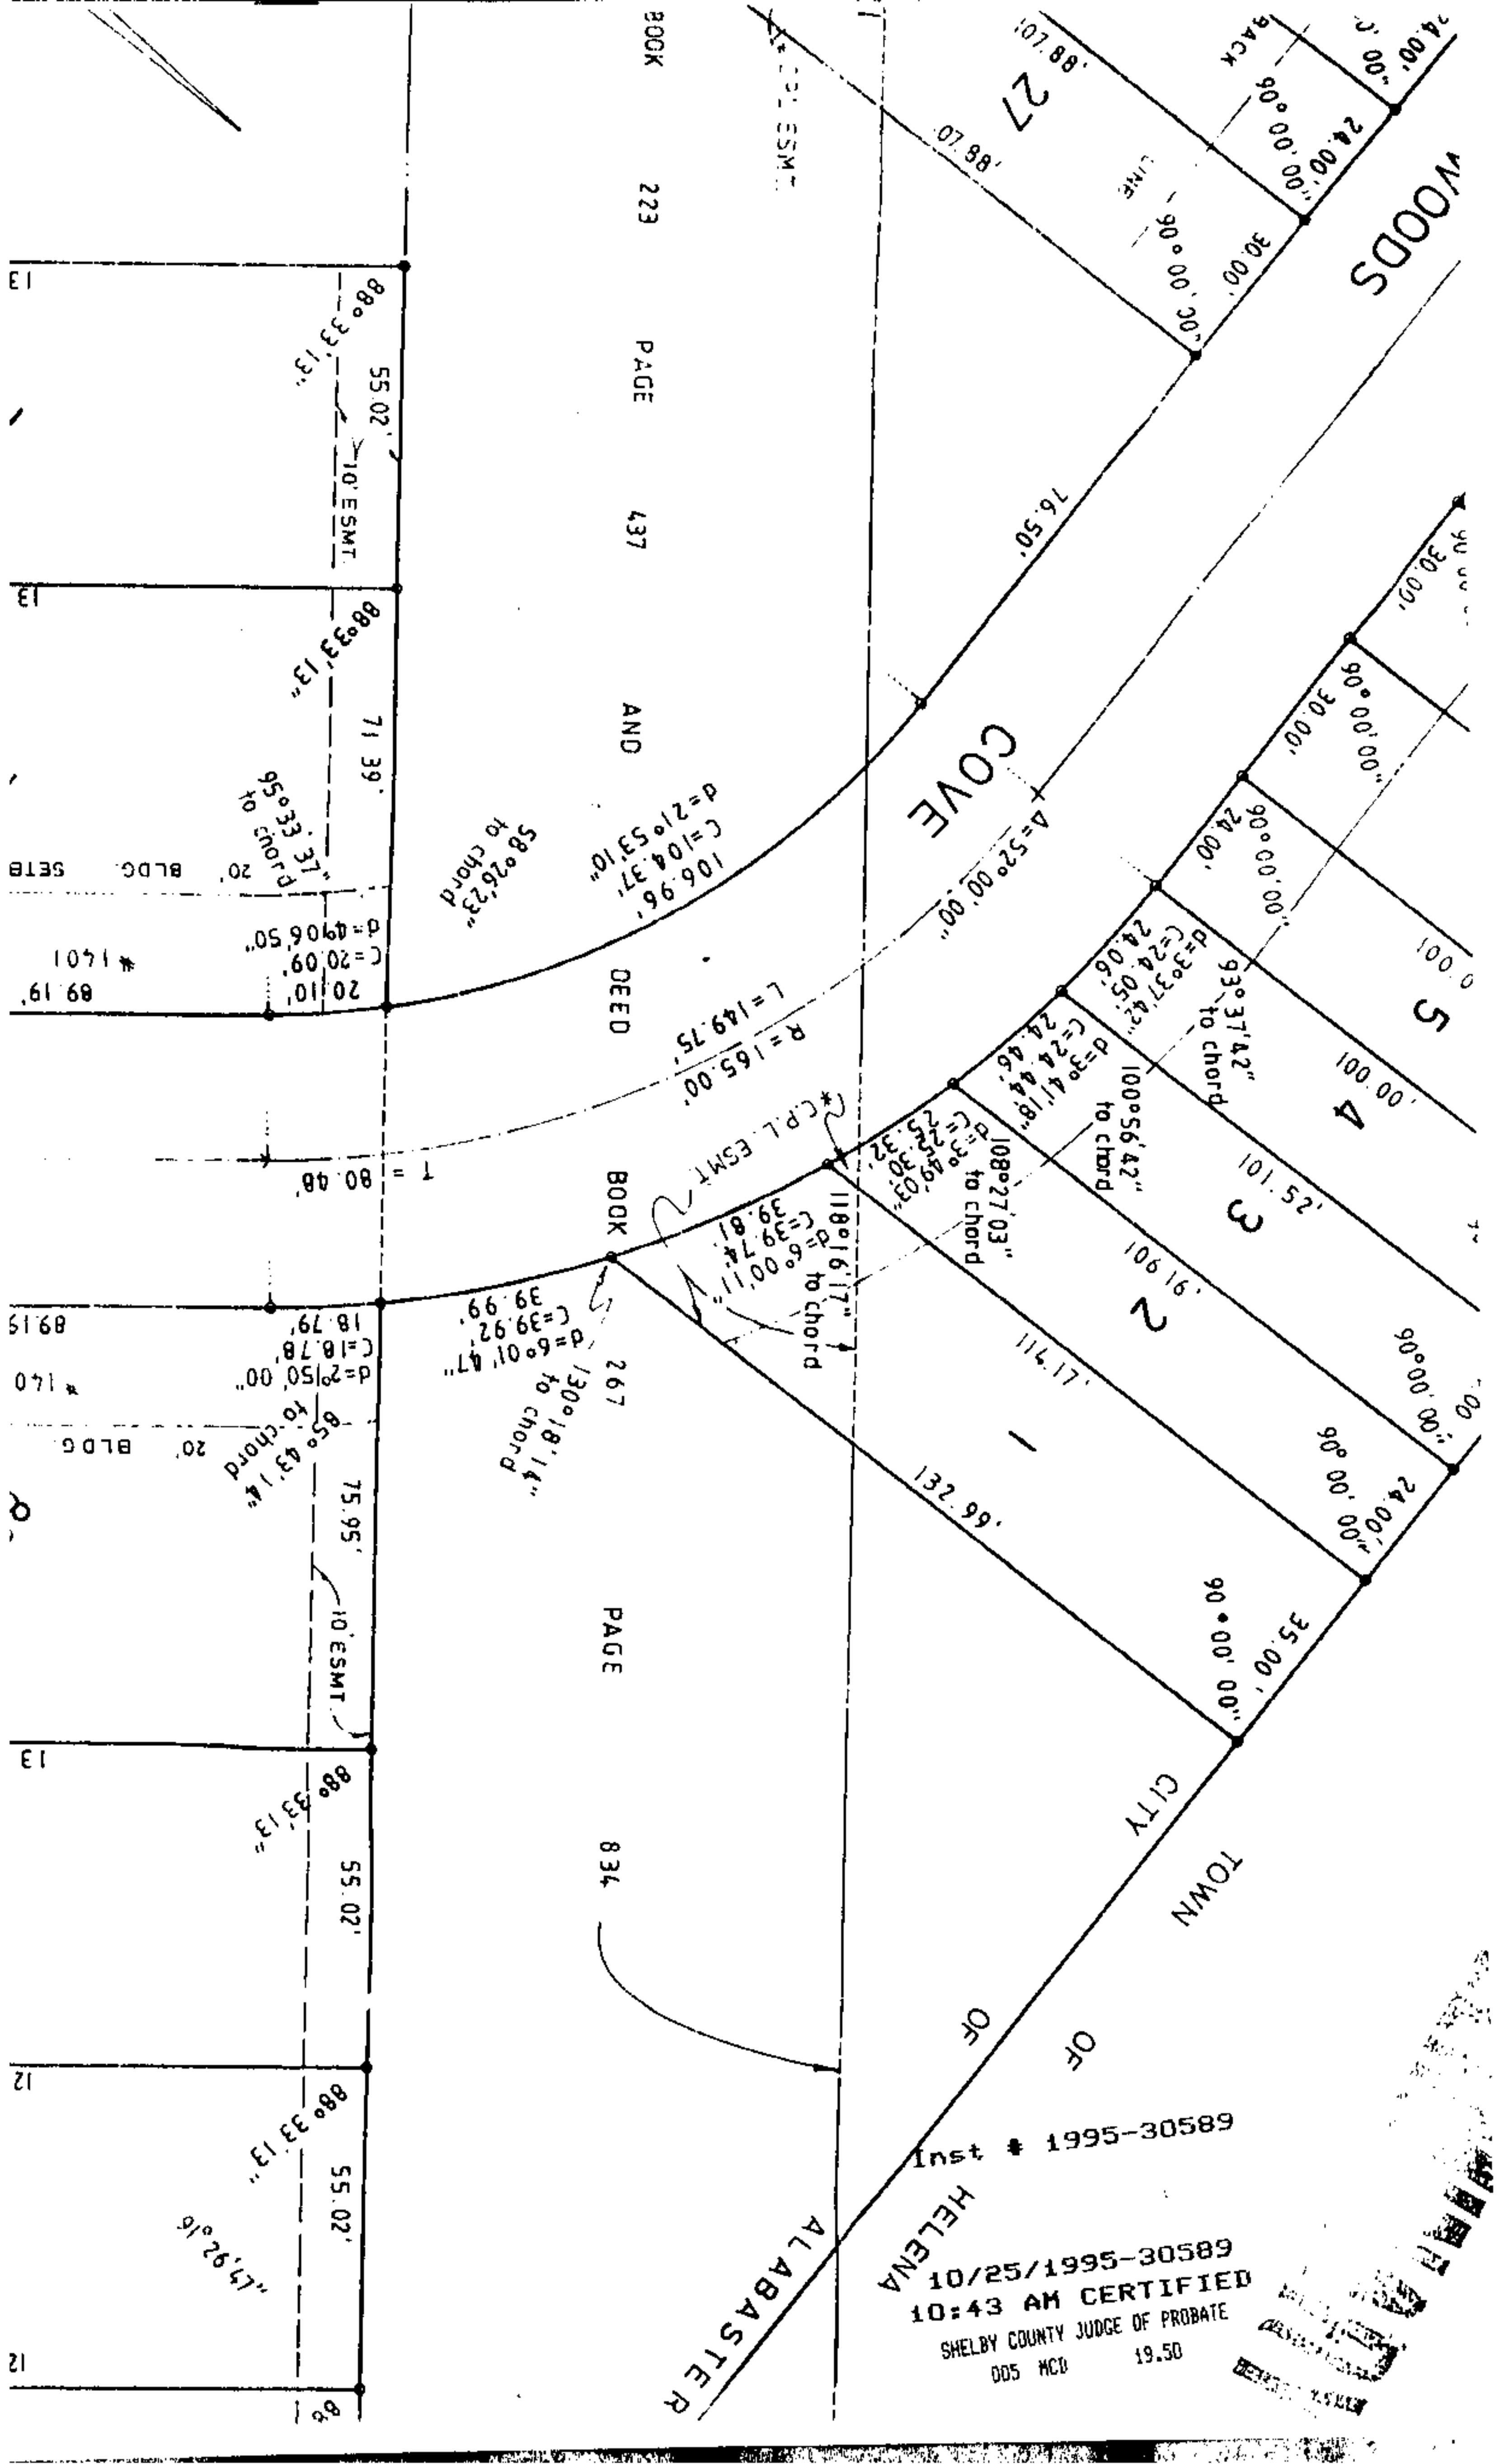 BOOK 223 PAGE 437 AND DEED BOOK 267 PAGE 834
WOODS
COVE
24.00'
24.00'
90°00'00"
30.00'
107.88'
27
LINE
76.50'
30.00'
30.00'
90°00'00"
24.00'
90°00'00"
5
4
100.00'
93°37'42"
to chord
d=3°37'42"
C=24.05'
24.06'
3
101.52'
100°56'42"
to chord
d=3°41'18"
C=24.44'
24.46'
2
106.91'
108°27'03"
to chord
d=3°49'03"
25.32'
1
114.17'
118°16'17"
to chord
d=6°00'11"
C=39.74'
39.81'
132.99'
130°18'14"
to chord
d=6°01'47"
C=39.92'
39.99'
90°00'00"
24.00'
90°00'00"
35.00'
90°00'00"
*C.P.L. ESMT.
Δ=52°00'00"
R=165.00'
L=149.75'
T = 80.48'
d=21°53'10"
C=104.37'
106.96'
58°26'23"
to chord
88°33'13"
55.02'
10' ESMT.
88°33'13"
71.39'
95°33'37"
to chord
20' BLDG. SETB
d=4°06'50"
C=20.09'
20.10'
*1401
89.19'
18.79'
C=18.78'
d=2°50'00"
*140
85°43'14"
to chord
20' BLDG.
75.95'
10' ESMT.
88°33'13"
55.02'
88°33'13"
55.02'
91°26'47"
13
13
13
12
12
CITY OF ALABASTER
TOWN OF HELENA
Inst # 1995-30589
10/25/1995-30589
10:43 AM CERTIFIED
SHELBY COUNTY JUDGE OF PROBATE
005 MCD 19.50